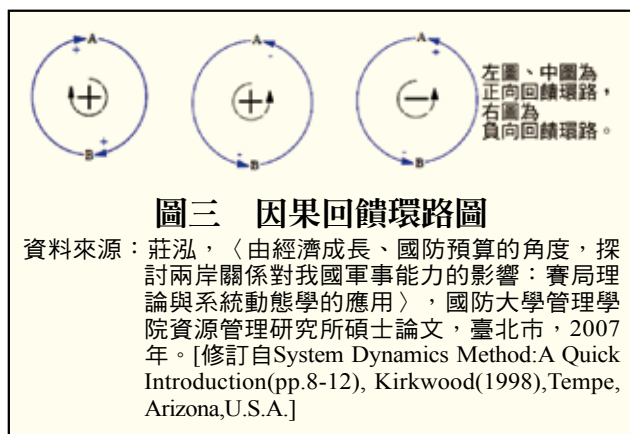 A
+
+
B
+
A
-
+
-
B
A
+
−
-
B
左圖、中圖為
正向回饋環路，
右圖為
負向回饋環路。
圖三　因果回饋環路圖
資料來源：莊泓，〈由經濟成長、國防預算的角度，探
討兩岸關係對我國軍事能力的影響：賽局理
論與系統動態學的應用〉，國防大學管理學
院資源管理研究所碩士論文，臺北市，2007
年。[修訂自System Dynamics Method:A Quick
Introduction(pp.8-12), Kirkwood(1998),Tempe,
Arizona,U.S.A.]